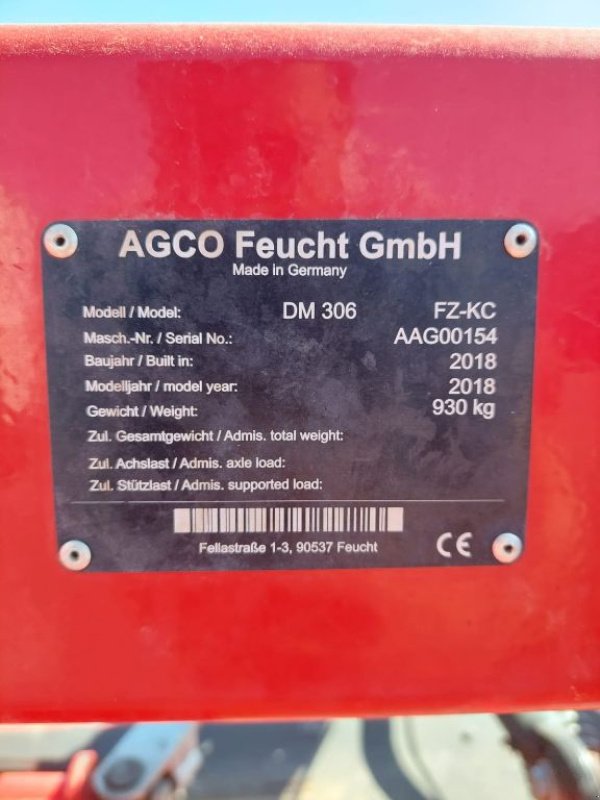 AGCO Feucht GmbH
Made in Germany
Modell / Model: DM 306 FZ-KC
Masch.-Nr. / Serial No.: AAG00154
Baujahr / Built in: 2018
Modelljahr / model year: 2018
Gewicht / Weight: 930 kg
Zul. Gesamtgewicht / Admis. total weight:
Zul. Achslast / Admis. axle load:
Zul. Stützlast / Admis. supported load:
Fellastraße 1-3, 90537 Feucht CE